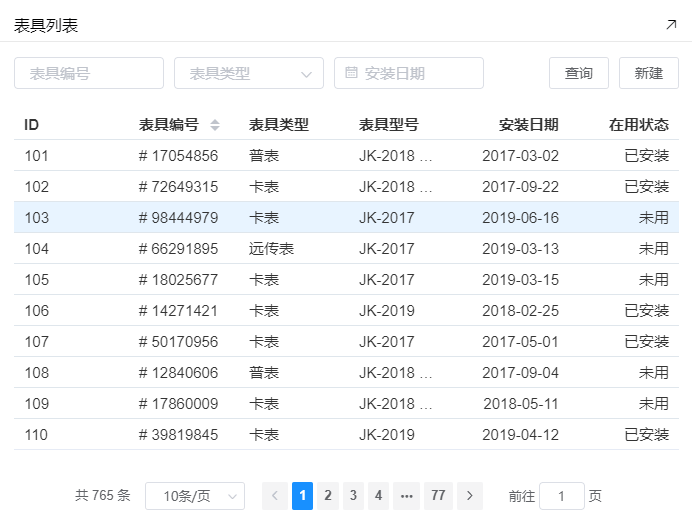 表具列表
表具编号 表具类型 安装日期 查询 新建
ID 表具编号 表具类型 表具型号 安装日期 在用状态
101 # 17054856 普表 JK-2018 ... 2017-03-02 已安装
102 # 72649315 卡表 JK-2018 ... 2017-09-22 已安装
103 # 98444979 卡表 JK-2017 2019-06-16 未用
104 # 66291895 远传表 JK-2017 2019-03-13 未用
105 # 18025677 卡表 JK-2017 2019-03-15 未用
106 # 14271421 卡表 JK-2019 2018-02-25 已安装
107 # 50170956 卡表 JK-2017 2017-05-01 已安装
108 # 12840606 普表 JK-2018 ... 2017-09-04 未用
109 # 17860009 卡表 JK-2018 ... 2018-05-11 未用
110 # 39819845 卡表 JK-2019 2019-04-12 已安装
共 765 条 10条/页 1 2 3 4 ... 77 前往 1 页